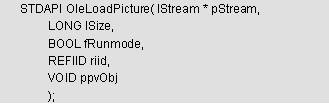 STDAPI OleLoadPicture( IStream * pStream,
LONG lSize,
BOOL fRunmode,
REFIID riid,
VOID ppvObj
);